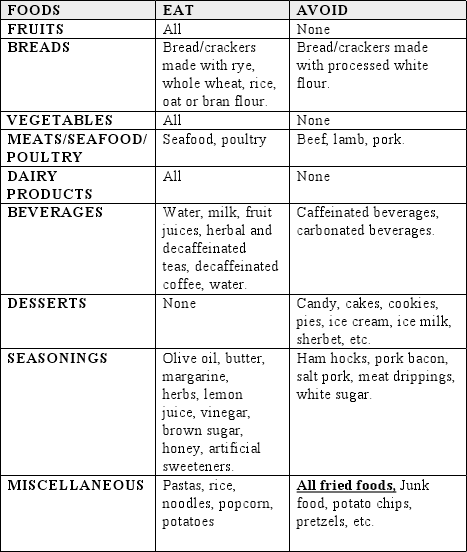 FOODS EAT AVOID
FRUITS All None
BREADS Bread/crackers Bread/crackers made
made with rye, with processed white
whole wheat, rice, flour.
oat or bran flour.
VEGETABLES All None
MEATS/SEAFOOD/ Seafood, poultry Beef, lamb, pork.
POULTRY
DAIRY All None
PRODUCTS
BEVERAGES Water, milk, fruit Caffeinated beverages,
juices, herbal and carbonated beverages.
decaffeinated
teas, decaffeinated
coffee, water.
DESSERTS None Candy, cakes, cookies,
pies, ice cream, ice milk,
sherbet, etc.
SEASONINGS Olive oil, butter, Ham hocks, pork bacon,
margarine, salt pork, meat drippings,
herbs, lemon white sugar.
juice, vinegar,
brown sugar,
honey, artificial
sweeteners.
MISCELLANEOUS Pastas, rice, All fried foods, Junk
noodles, popcorn, food, potato chips,
potatoes pretzels, etc.